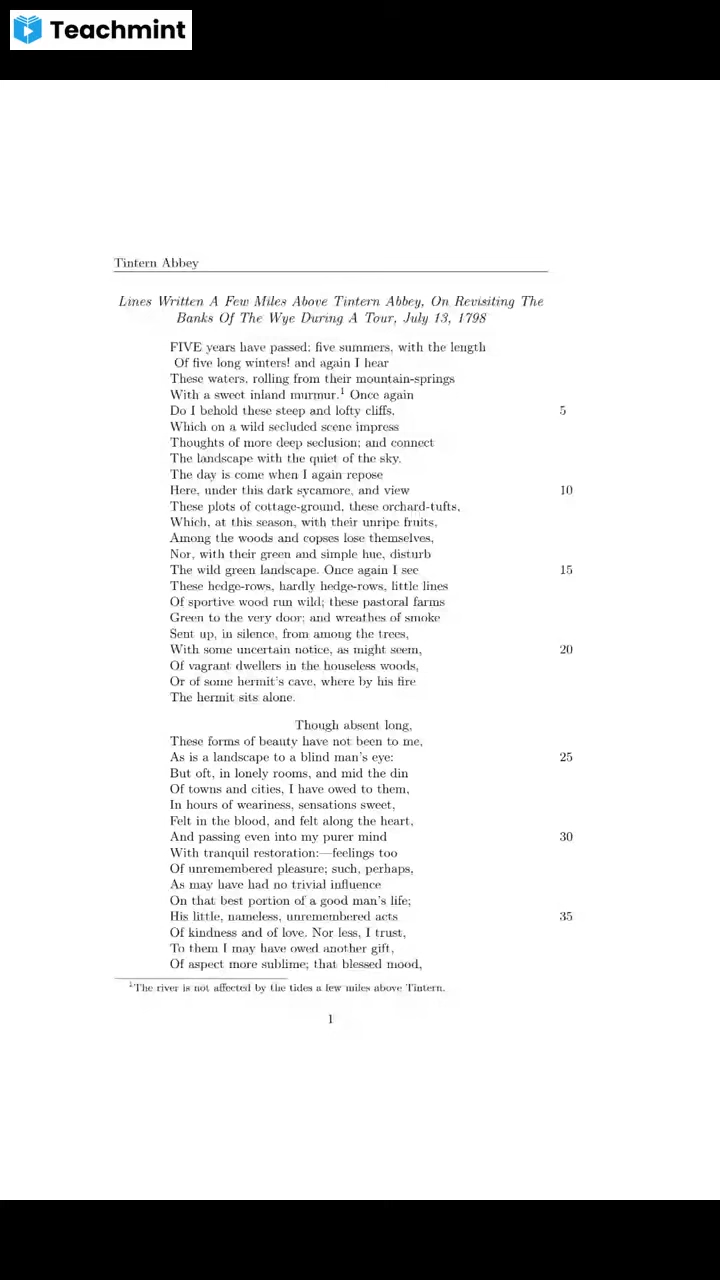 Teachmint
Tintern Abbey
Lines Written A Few Miles Above Tintern Abbey, On Revisiting The
Banks Of The Wye During A Tour, July 13, 1798
FIVE years have passed; five summers, with the length
Of five long winters! and again I hear
These waters, rolling from their mountain-springs
With a sweet inland murmur.¹ Once again
Do I behold these steep and lofty cliffs, 5
Which on a wild secluded scene impress
Thoughts of more deep seclusion; and connect
The landscape with the quiet of the sky.
The day is come when I again repose
Here, under this dark sycamore, and view 10
These plots of cottage-ground, these orchard-tufts,
Which, at this season, with their unripe fruits,
Among the woods and copses lose themselves,
Nor, with their green and simple hue, disturb
The wild green landscape. Once again I see 15
These hedge-rows, hardly hedge-rows, little lines
Of sportive wood run wild; these pastoral farms
Green to the very door; and wreathes of smoke
Sent up, in silence, from among the trees,
With some uncertain notice, as might seem, 20
Of vagrant dwellers in the houseless woods,
Or of some hermit's cave, where by his fire
The hermit sits alone.
Though absent long,
These forms of beauty have not been to me,
As is a landscape to a blind man's eye: 25
But oft, in lonely rooms, and mid the din
Of towns and cities, I have owed to them,
In hours of weariness, sensations sweet,
Felt in the blood, and felt along the heart,
And passing even into my purer mind 30
With tranquil restoration:—feelings too
Of unremembered pleasure; such, perhaps,
As may have had no trivial influence
On that best portion of a good man's life;
His little, nameless, unremembered acts 35
Of kindness and of love. Nor less, I trust,
To them I may have owed another gift,
Of aspect more sublime; that blessed mood,
¹The river is not affected by the tides a few miles above Tintern.
1